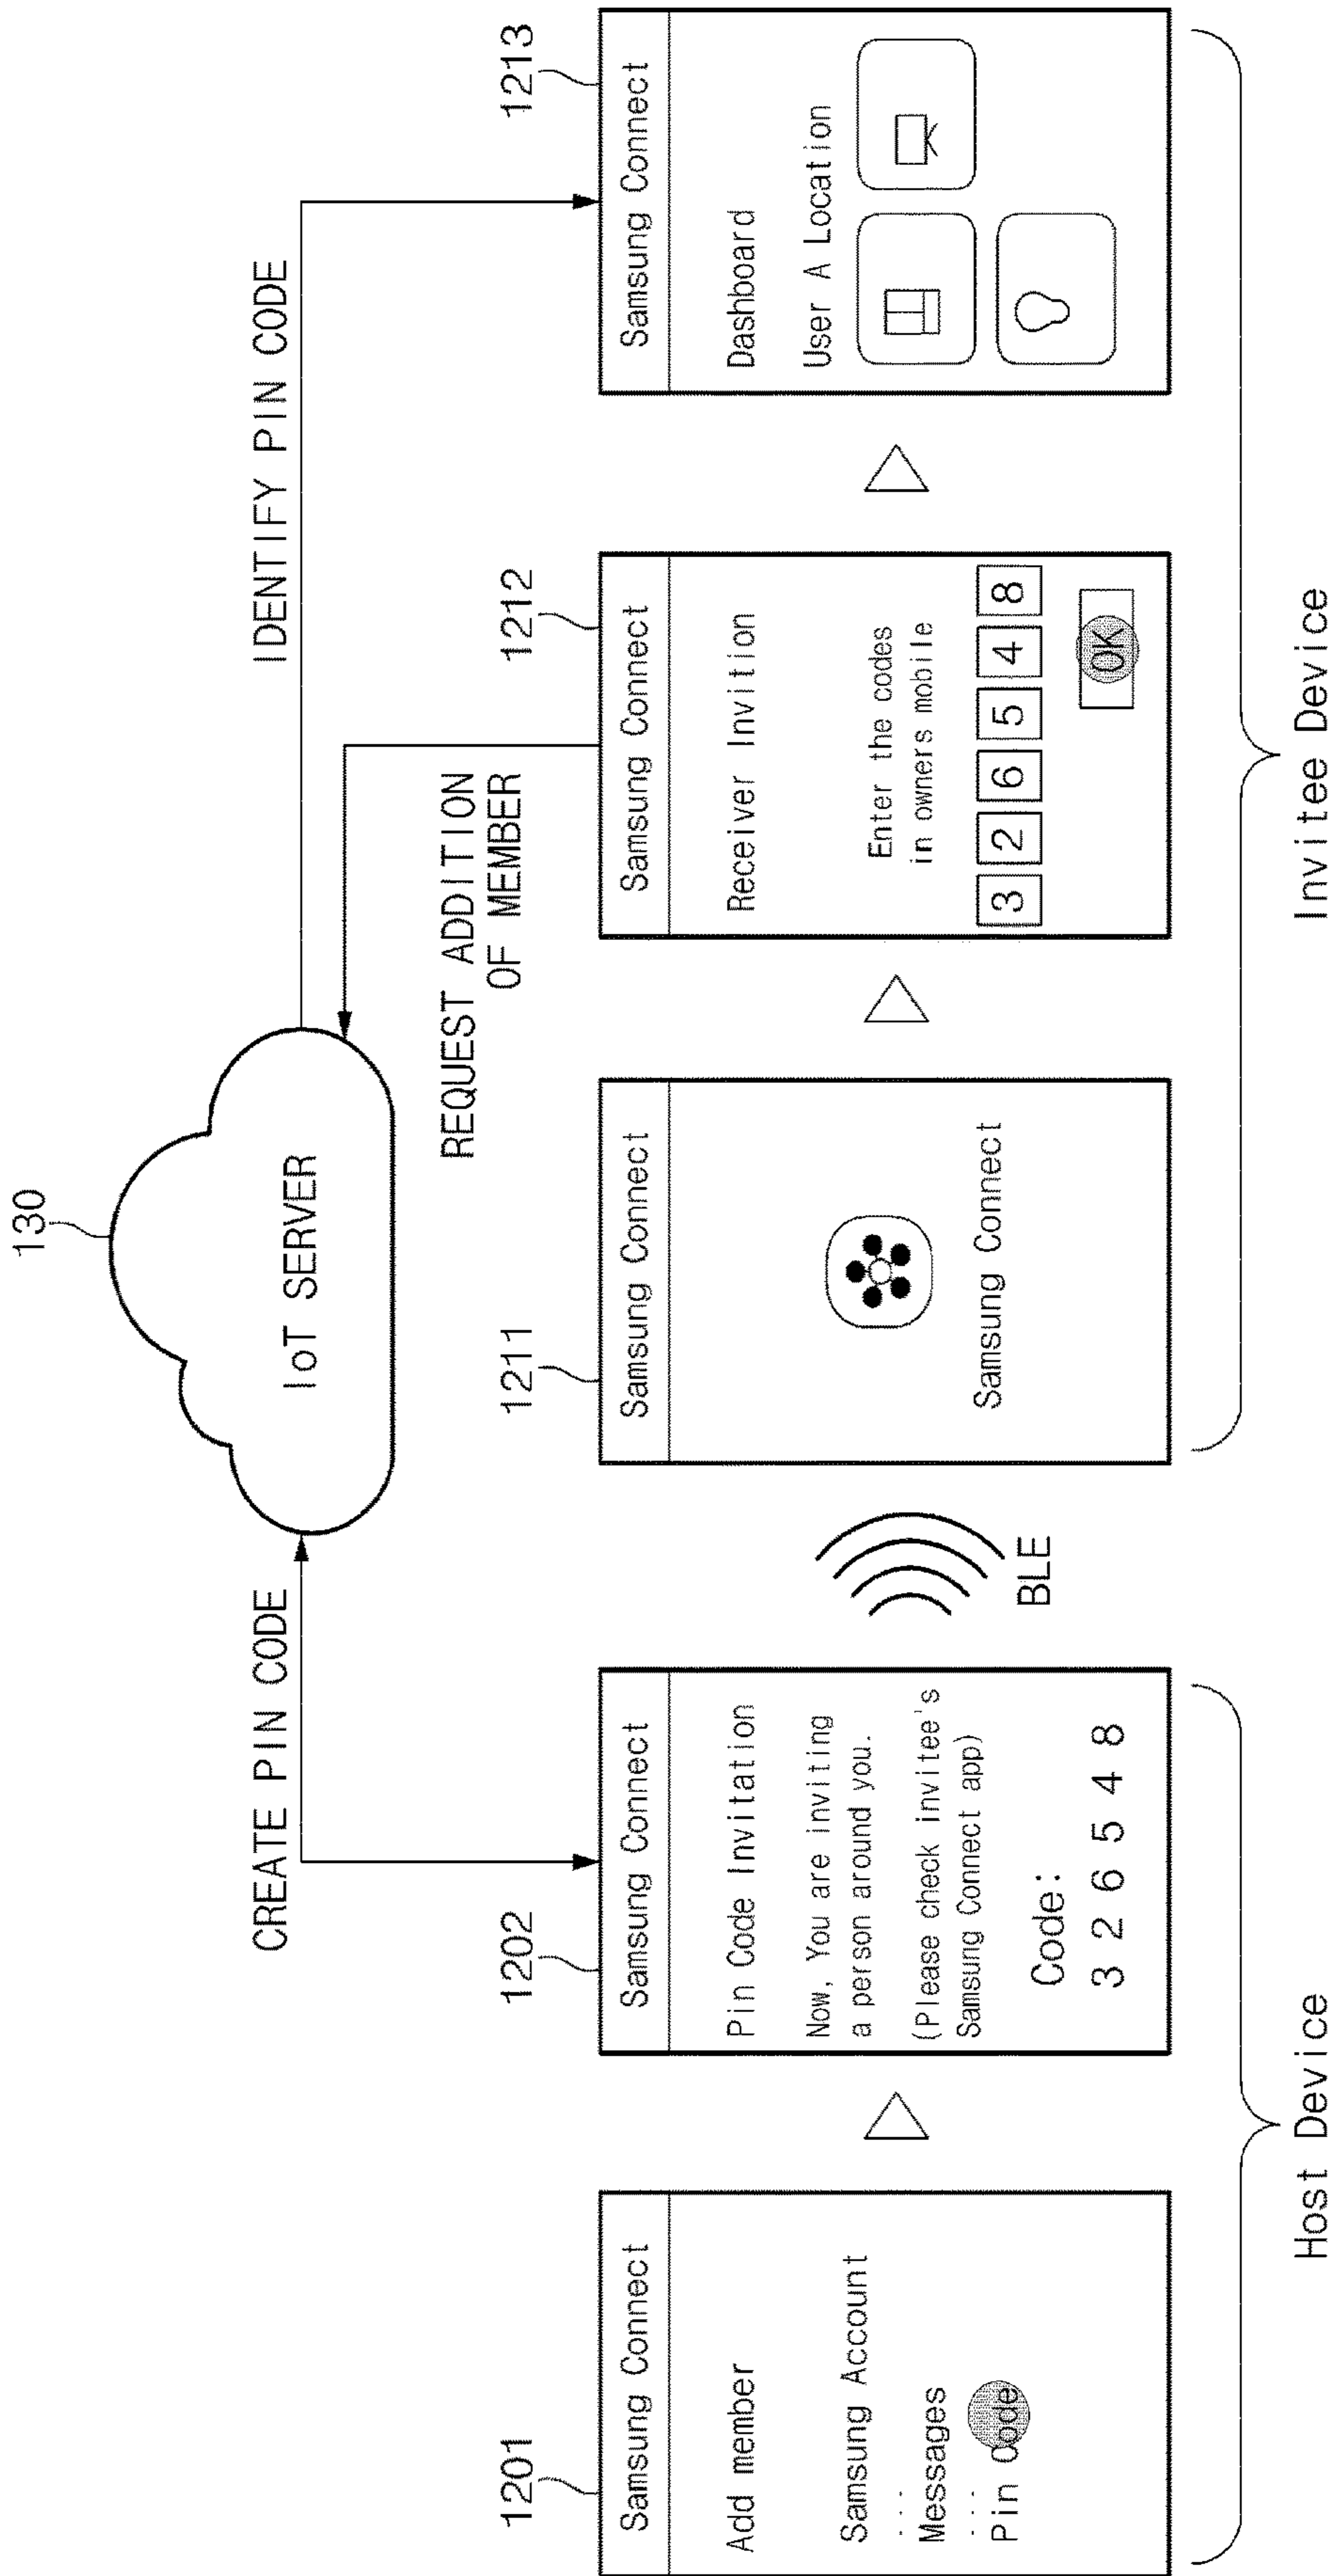 130
IoT SERVER
CREATE PIN CODE
REQUEST ADDITION
OF MEMBER
IDENTIFY PIN CODE
1201
Samsung Connect
Add member
Samsung Account
...
Messages
...
Pin Code
1202
Samsung Connect
Pin Code Invitation
Now, You are inviting
a person around you.
(Please check invitee's
Samsung Connect app)
Code:
3 2 6 5 4 8
Host Device
BLE
1211
Samsung Connect
Samsung Connect
1212
Samsung Connect
Receiver Invition
Enter the codes
in owners mobile
3 2 6 5 4 8
OK
1213
Samsung Connect
Dashboard
User A Location
Invitee Device